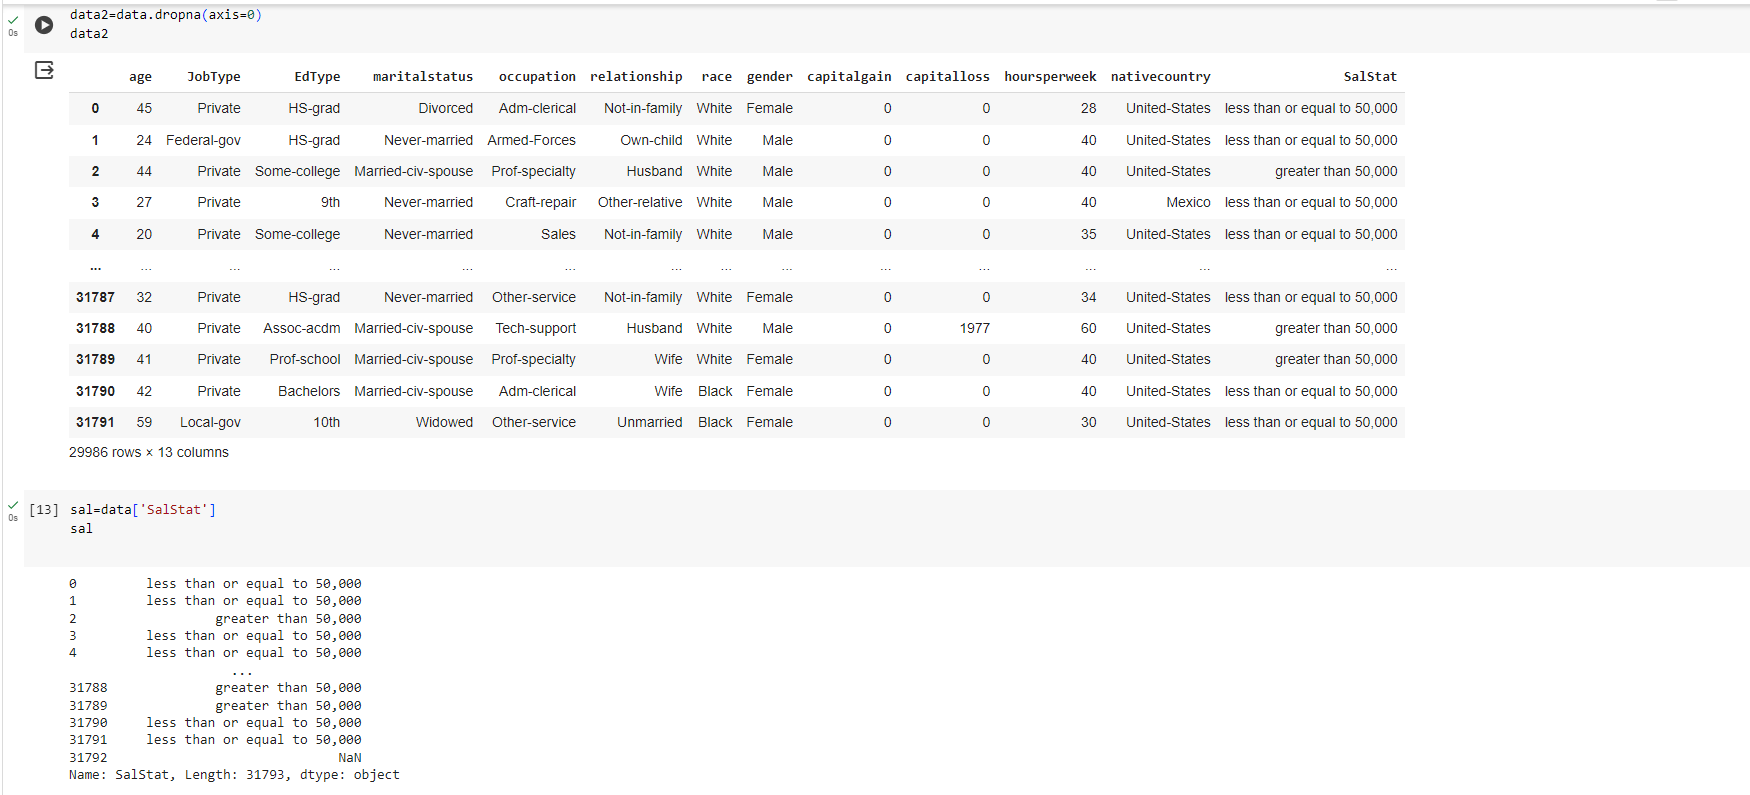 data2=data.dropna(axis=0)
0s
data2
age JobType EdType maritalstatus occupation relationship race gender capitalgain capitalloss hoursperweek nativecountry SalStat
0 45 Private HS-grad Divorced Adm-clerical Not-in-family White Female 0 0 28 United-States less than or equal to 50,000
1 24 Federal-gov HS-grad Never-married Armed-Forces Own-child White Male 0 0 40 United-States less than or equal to 50,000
2 44 Private Some-college Married-civ-spouse Prof-specialty Husband White Male 0 0 40 United-States greater than 50,000
3 27 Private 9th Never-married Craft-repair Other-relative White Male 0 0 40 Mexico less than or equal to 50,000
4 20 Private Some-college Never-married Sales Not-in-family White Male 0 0 35 United-States less than or equal to 50,000
... ... ... ... ... ... ... ... ... ... ... ... ... ...
31787 32 Private HS-grad Never-married Other-service Not-in-family White Female 0 0 34 United-States less than or equal to 50,000
31788 40 Private Assoc-acdm Married-civ-spouse Tech-support Husband White Male 0 1977 60 United-States greater than 50,000
31789 41 Private Prof-school Married-civ-spouse Prof-specialty Wife White Female 0 0 40 United-States greater than 50,000
31790 42 Private Bachelors Married-civ-spouse Adm-clerical Wife Black Female 0 0 40 United-States less than or equal to 50,000
31791 59 Local-gov 10th Widowed Other-service Unmarried Black Female 0 0 30 United-States less than or equal to 50,000
29986 rows × 13 columns
[13] sal=data['SalStat']
0s
sal
0 less than or equal to 50,000
1 less than or equal to 50,000
2 greater than 50,000
3 less than or equal to 50,000
4 less than or equal to 50,000
...
31788 greater than 50,000
31789 greater than 50,000
31790 less than or equal to 50,000
31791 less than or equal to 50,000
31792 NaN
Name: SalStat, Length: 31793, dtype: object